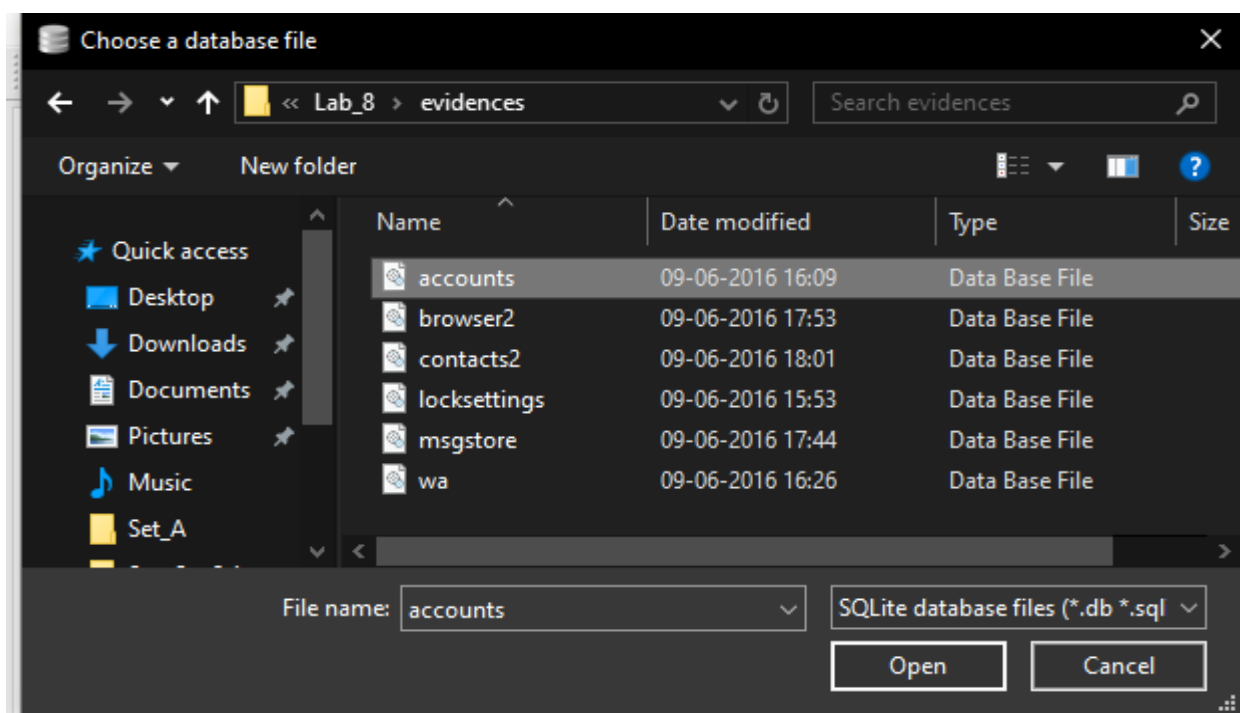 Choose a database file
« Lab_8 > evidences
Search evidences
Organize
New folder
Name
Date modified
Type
Size
Quick access
Desktop
Downloads
Documents
Pictures
Music
Set_A
accounts 09-06-2016 16:09 Data Base File
browser2 09-06-2016 17:53 Data Base File
contacts2 09-06-2016 18:01 Data Base File
locksettings 09-06-2016 15:53 Data Base File
msgstore 09-06-2016 17:44 Data Base File
wa 09-06-2016 16:26 Data Base File
File name: accounts
SQLite database files (*.db *.sql
Open
Cancel